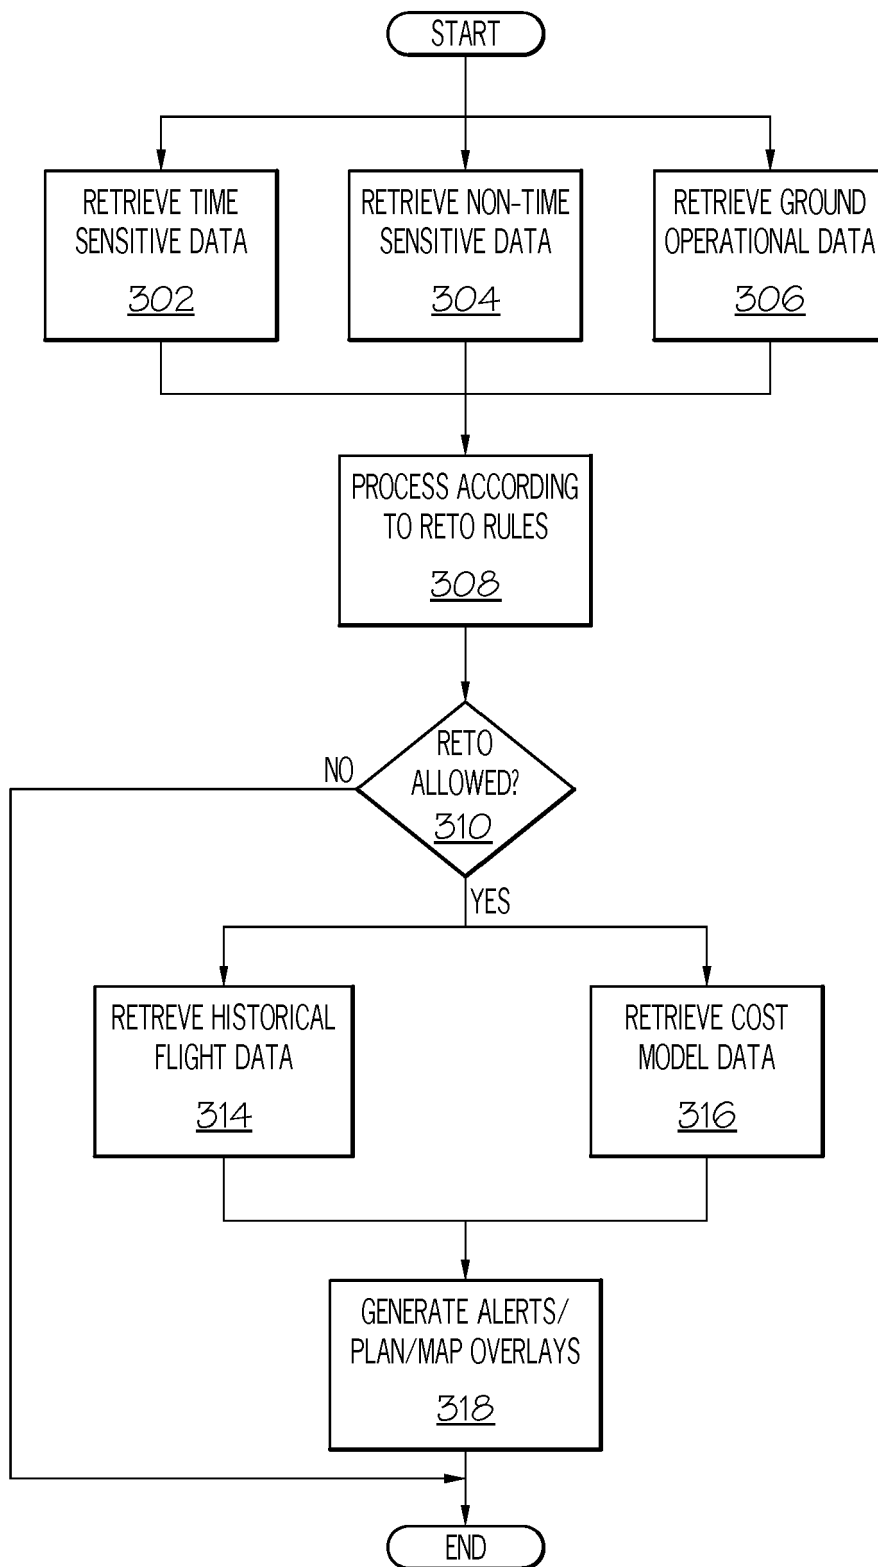 START
RETRIEVE TIME
SENSITIVE DATA
302
RETRIEVE NON-TIME
SENSITIVE DATA
304
RETRIEVE GROUND
OPERATIONAL DATA
306
PROCESS ACCORDING
TO RETO RULES
308
RETO
ALLOWED?
310
NO
YES
RETREVE HISTORICAL
FLIGHT DATA
314
RETRIEVE COST
MODEL DATA
316
GENERATE ALERTS/
PLAN/MAP OVERLAYS
318
END